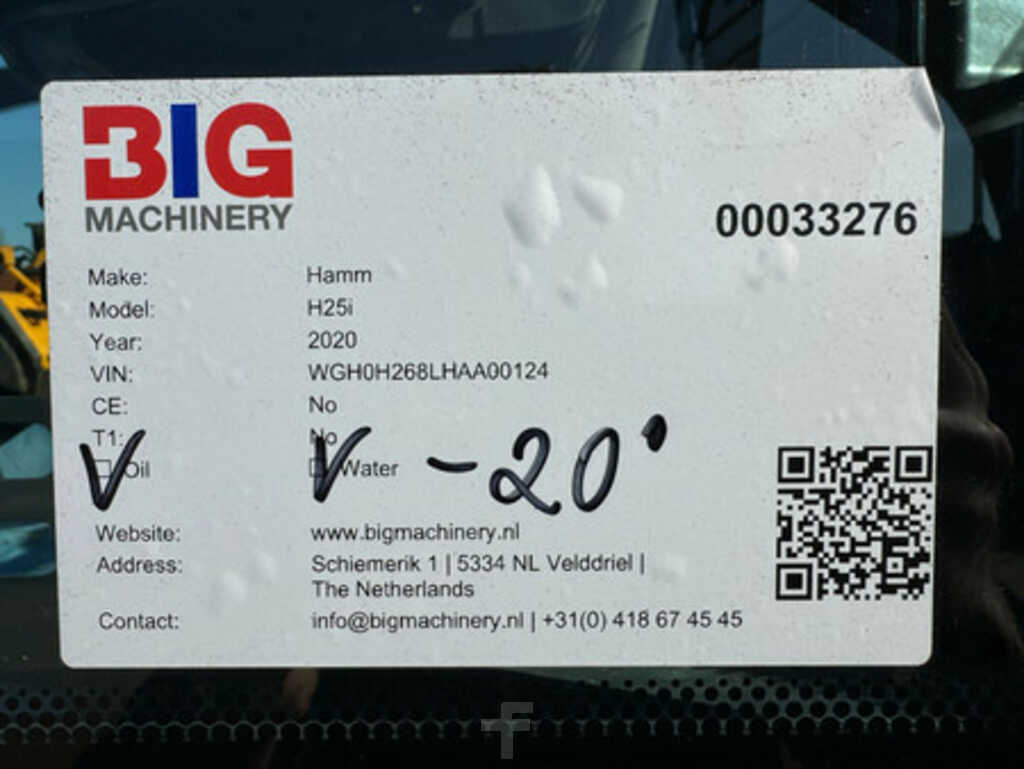 BIG
MACHINERY
00033276
Make: Hamm
Model: H25i
Year: 2020
VIN: WGH0H268LHAA00124
CE: No
T1: No
V Oil V Water -20°
Website: www.bigmachinery.nl
Address: Schiemerik 1 | 5334 NL Velddriel |
The Netherlands
Contact: info@bigmachinery.nl | +31(0) 418 67 45 45